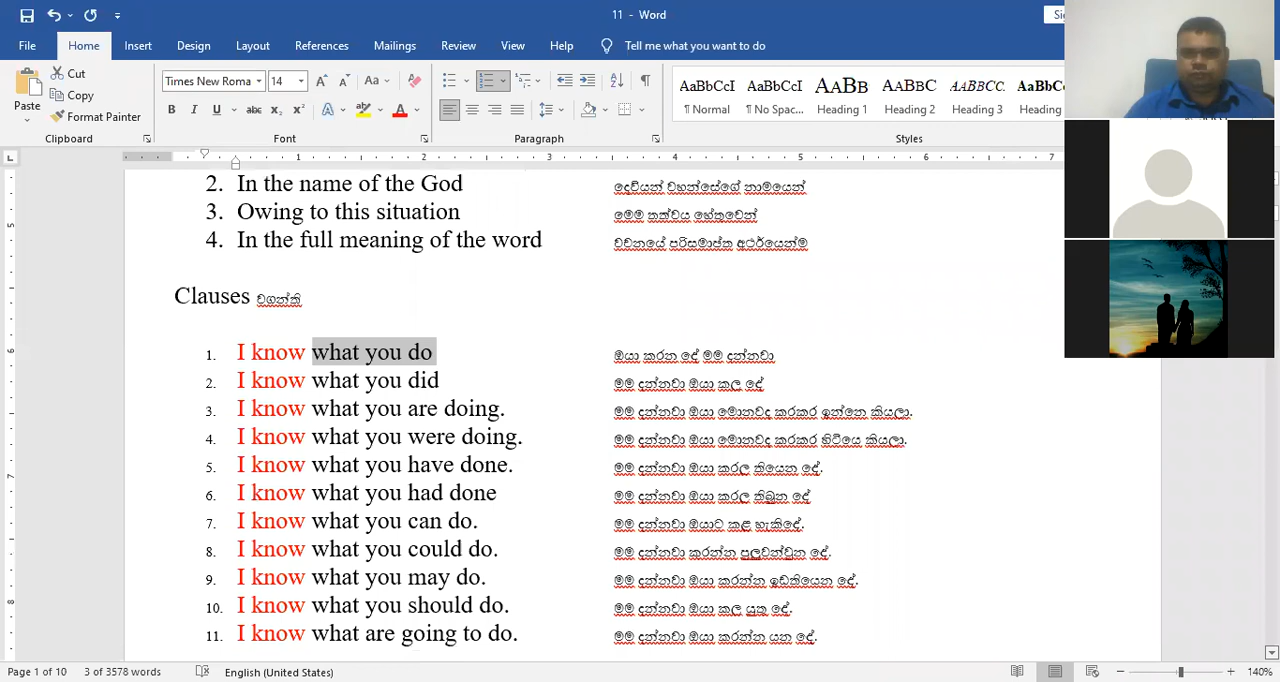 11 - Word
File Home Insert Design Layout References Mailings Review View Help Tell me what you want to do
Cut
Copy
Format Painter
Paste
Times New Roma 14
AaBbCcI AaBbCcI AaBb AaBbC AaBbCc AaBbCc
¶ Normal ¶ No Spac... Heading 1 Heading 2 Heading 3 Heading
Clipboard Font Paragraph Styles
1 2 3 4 5 6 7
2. In the name of the God දෙවියන් වහන්සේගේ නාමයෙන්
3. Owing to this situation මෙම තත්වය හේතුවෙන්
4. In the full meaning of the word වචනයේ පරිසමාප්ත අර්ථයෙන්ම
Clauses වගන්ති
1. I know what you do ඔයා කරන දේ මම දන්නවා
2. I know what you did මම දන්නවා ඔයා කල දේ
3. I know what you are doing. මම දන්නවා ඔයා මොනවද කරකර ඉන්නෙ කියලා.
4. I know what you were doing. මම දන්නවා ඔයා මොනවද කරකර හිටියෙ කියලා.
5. I know what you have done. මම දන්නවා ඔයා කරල තියෙන දේ.
6. I know what you had done මම දන්නවා ඔයා කරල තිබුන දේ
7. I know what you can do. මම දන්නවා ඔයාට කළ හැකිදේ.
8. I know what you could do. මම දන්නවා කරන්න පුලුවන්වුන දේ.
9. I know what you may do. මම දන්නවා ඔයා කරන්න ඉඩතියෙන දේ.
10. I know what you should do. මම දන්නවා ඔයා කල යුතු දේ.
11. I know what are going to do. මම දන්නවා ඔයා කරන්න යන දේ.
Page 1 of 10 3 of 3578 words English (United States) 140%